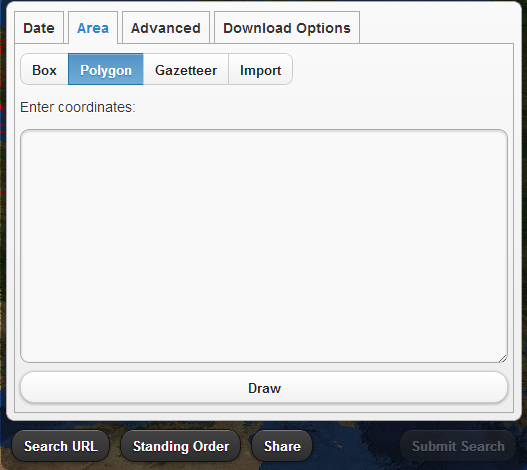 Date Area Advanced Download Options
Box Polygon Gazetteer Import
Enter coordinates:
Draw
Search URL Standing Order Share Submit Search